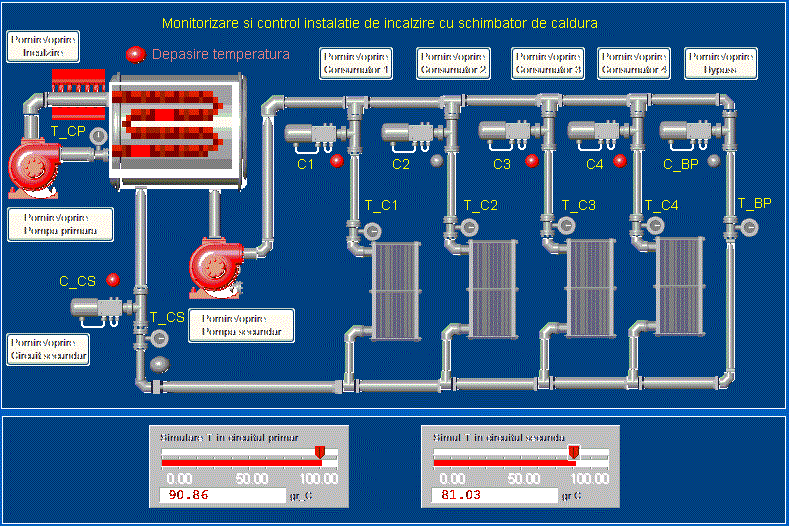 Monitorizare si control instalatie de incalzire cu schimbator de caldura
Pornire/oprire
Incalzire
Depasire temperatura
Pornire/oprire
Consumator 1
Pornire/oprire
Consumator 2
Pornire/oprire
Consumator 3
Pornire/oprire
Consumator 4
Pornire/oprire
Bypass
T_CP
C1
C2
C3
C4
C_BP
T_C1
T_C2
T_C3
T_C4
T_BP
Pornire/oprire
Pompa primara
C_CS
T_CS
Pornire/oprire
Pompa secundar
Pornire/oprire
Circuit secundar
Simulare T in circuitul primar
0.00 50.00 100.00
90.86 gr_C
Simul T in circuitul secunda
0.00 50.00 100.00
81.03 gr.C